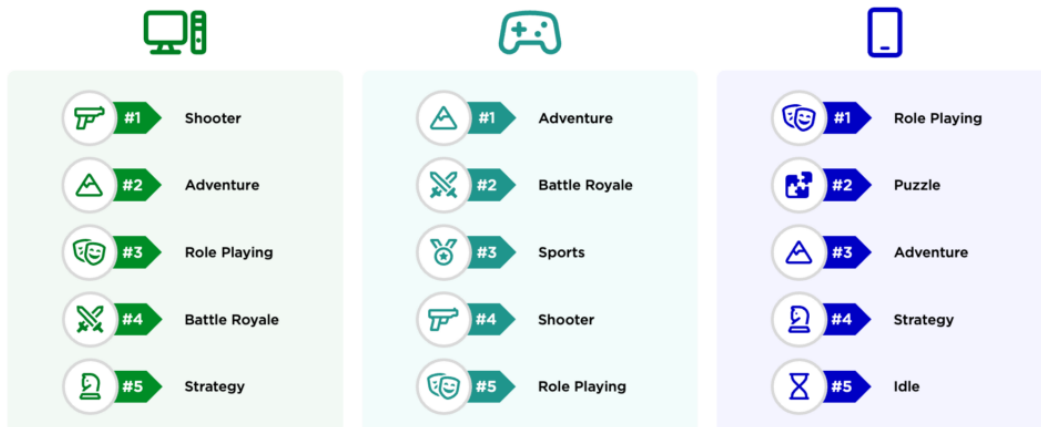 #1 Shooter
#2 Adventure
#3 Role Playing
#4 Battle Royale
#5 Strategy
#1 Adventure
#2 Battle Royale
#3 Sports
#4 Shooter
#5 Role Playing
#1 Role Playing
#2 Puzzle
#3 Adventure
#4 Strategy
#5 Idle